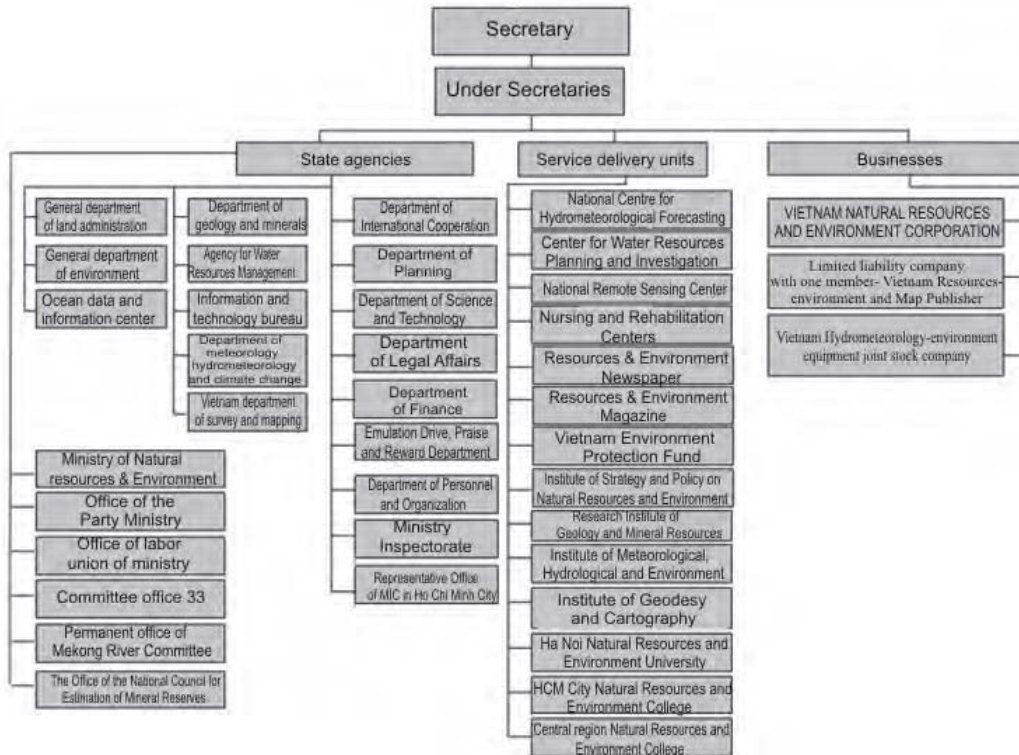 Secretary
Under Secretaries
State agencies
Service delivery units
Businesses
General department
of land administration
General department
of environment
Ocean data and
information center
Department of
geology and minerals
Agency for Water
Resources Management
Information and
technology bureau
Department of
meteorology
hydrometeorology
and climate change
Vietnam department
of survey and mapping
Department of
International Cooperation
Department of
Planning
Department of Science
and Technology
Department
of Legal Affairs
Department
of Finance
Emulation Drive, Praise
and Reward Department
Department of Personnel
and Organization
Ministry
Inspectorate
Representative Office
of MIC in Ho Chi Minh City
Ministry of Natural
resources & Environment
Office of the
Party Ministry
Office of labor
union of ministry
Committee office 33
Permanent office of
Mekong River Committee
The Office of the National Council for
Estimation of Mineral Reserves
National Centre for
Hydrometeorological Forecasting
Center for Water Resources
Planning and Investigation
National Remote Sensing Center
Nursing and Rehabilitation
Centers
Resources & Environment
Newspaper
Resources & Environment
Magazine
Vietnam Environment
Protection Fund
Institute of Strategy and Policy on
Natural Resources and Environment
Research Institute of
Geology and Mineral Resources
Institute of Meteorological,
Hydrological and Environment
Institute of Geodesy
and Cartography
Ha Noi Natural Resources and
Environment University
HCM City Natural Resources and
Environment College
Central region Natural Resources and
Environment College
VIETNAM NATURAL RESOURCES
AND ENVIRONMENT CORPORATION
Limited liability company
with one member- Vietnam Resources-
environment and Map Publisher
Vietnam Hydrometeorology-environment
equipment joint stock company